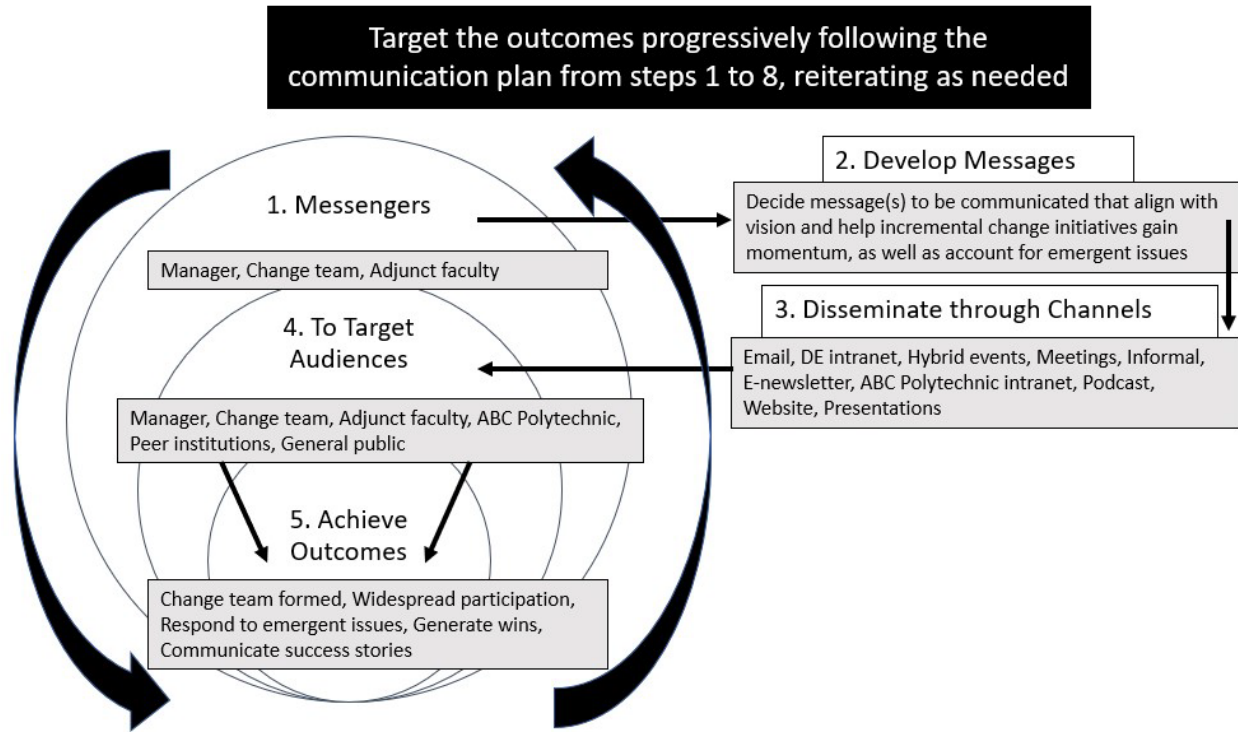 Target the outcomes progressively following the
communication plan from steps 1 to 8, reiterating as needed
1. Messengers
Manager, Change team, Adjunct faculty
2. Develop Messages
Decide message(s) to be communicated that align with
vision and help incremental change initiatives gain
momentum, as well as account for emergent issues
3. Disseminate through Channels
Email, DE intranet, Hybrid events, Meetings, Informal,
E-newsletter, ABC Polytechnic intranet, Podcast,
Website, Presentations
4. To Target
Audiences
Manager, Change team, Adjunct faculty, ABC Polytechnic,
Peer institutions, General public
5. Achieve
Outcomes
Change team formed, Widespread participation,
Respond to emergent issues, Generate wins,
Communicate success stories